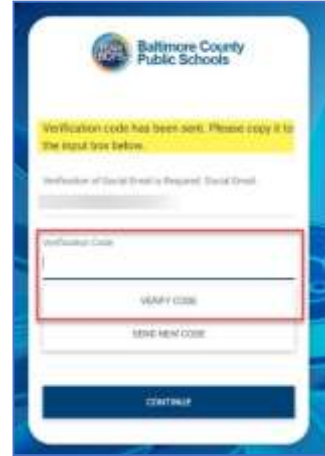 Baltimore County
Public Schools
Verification code has been sent. Please copy it to
the input box below.
Verification of Social Email is Required. Social Email:
Verification Code
VERIFY CODE
SEND NEW CODE
CONTINUE